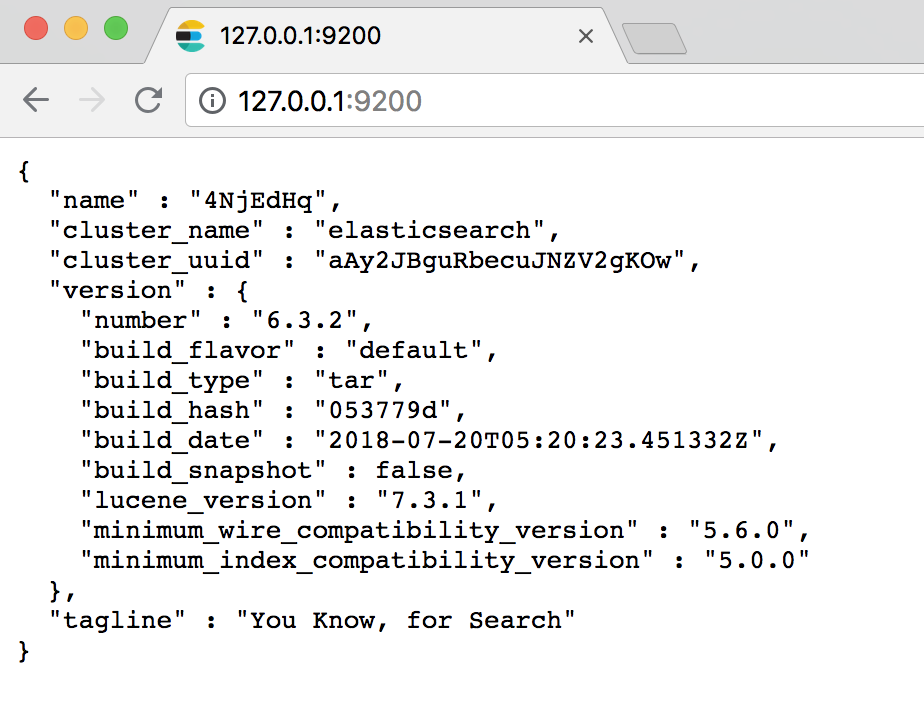 127.0.0.1:9200
127.0.0.1:9200
{
  "name" : "4NjEdHq",
  "cluster_name" : "elasticsearch",
  "cluster_uuid" : "aAy2JBguRbecuJNZV2gKOw",
  "version" : {
    "number" : "6.3.2",
    "build_flavor" : "default",
    "build_type" : "tar",
    "build_hash" : "053779d",
    "build_date" : "2018-07-20T05:20:23.451332Z",
    "build_snapshot" : false,
    "lucene_version" : "7.3.1",
    "minimum_wire_compatibility_version" : "5.6.0",
    "minimum_index_compatibility_version" : "5.0.0"
  },
  "tagline" : "You Know, for Search"
}